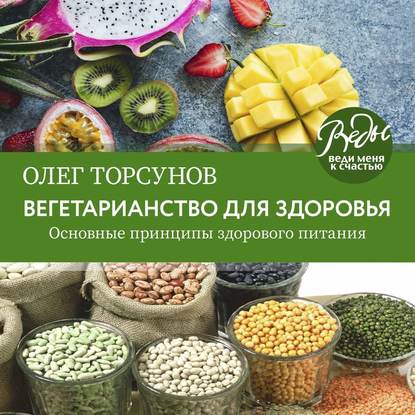 Веды
ВЕДИ МЕНЯ
К СЧАСТЬЮ
ОЛЕГ ТОРСУНОВ
ВЕГЕТАРИАНСТВО ДЛЯ ЗДОРОВЬЯ
Основные принципы здорового питания